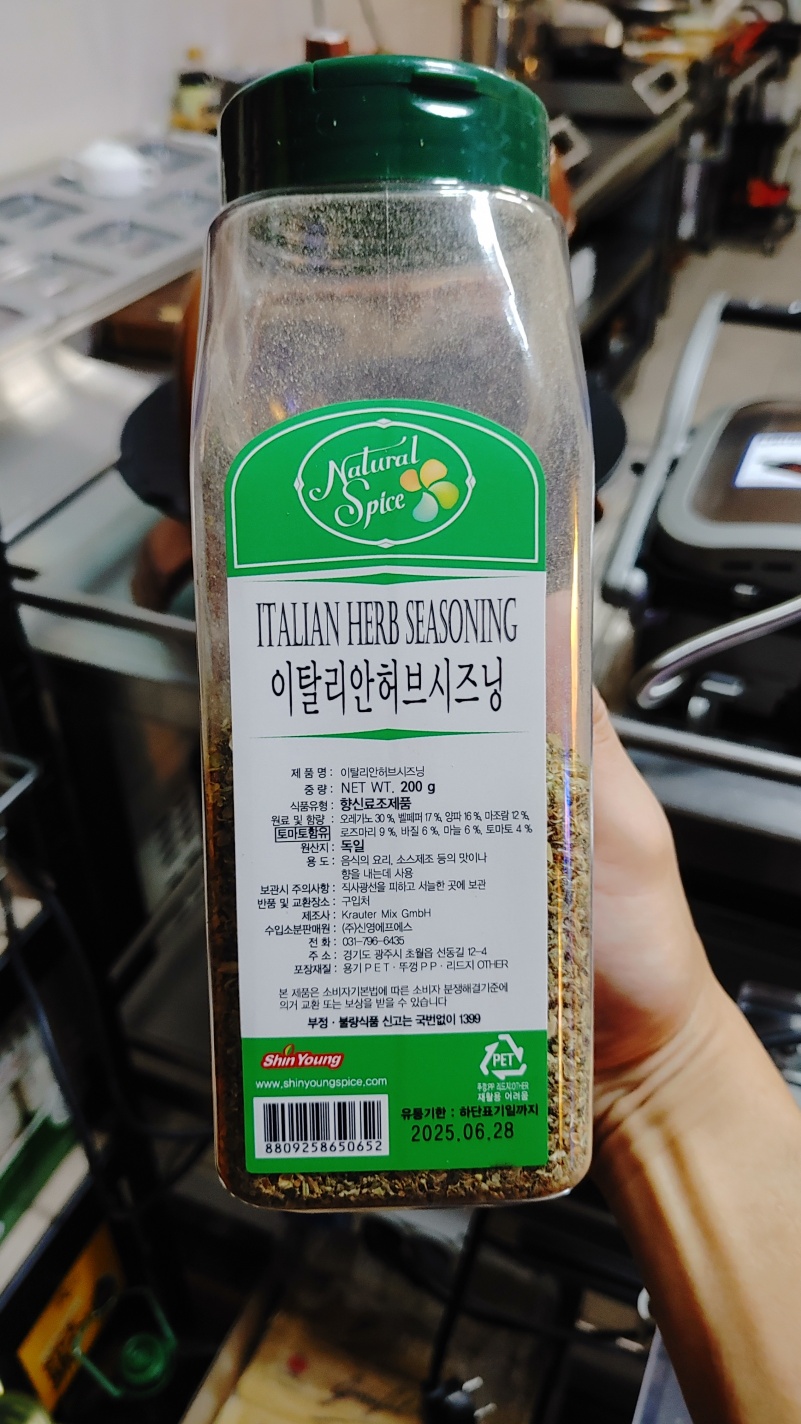 Natural
Spice
ITALIAN HERB SEASONING
이탈리안허브시즈닝
제 품 명 : 이탈리안허브시즈닝
중 량 : NET WT. 200 g
식품유형 : 향신료조제품
원료 및 함량 : 오레가노 30 %, 벨페퍼 17 %, 양파 16 %, 마조람 12 %,
토마토함유 로즈마리 9 %, 바질 6 %, 마늘 6 %, 토마토 4 %
원산지 : 독일
용 도 : 음식의 요리, 소스제조 등의 맛이나
향을 내는데 사용
보관시 주의사항 : 직사광선을 피하고 서늘한 곳에 보관
반품 및 교환장소 : 구입처
제조사 : Krauter Mix GmbH
수입소분판매원 : (주)신영에프에스
전 화 : 031-796-6435
주 소 : 경기도 광주시 초월읍 선동길 12-4
포장재질 : 용기 P E T · 뚜껑 P P · 리드지 OTHER
본 제품은 소비자기본법에 따른 소비자 분쟁해결기준에
의거 교환 또는 보상을 받을 수 있습니다
부정 · 불량식품 신고는 국번없이 1399
Shin Young
www.shinyoungspice.com
PET
뚜껑:PP 리드지:OTHER
재활용 어려움
유통기한 : 하단표기일까지
2025.06.28
8809258650652